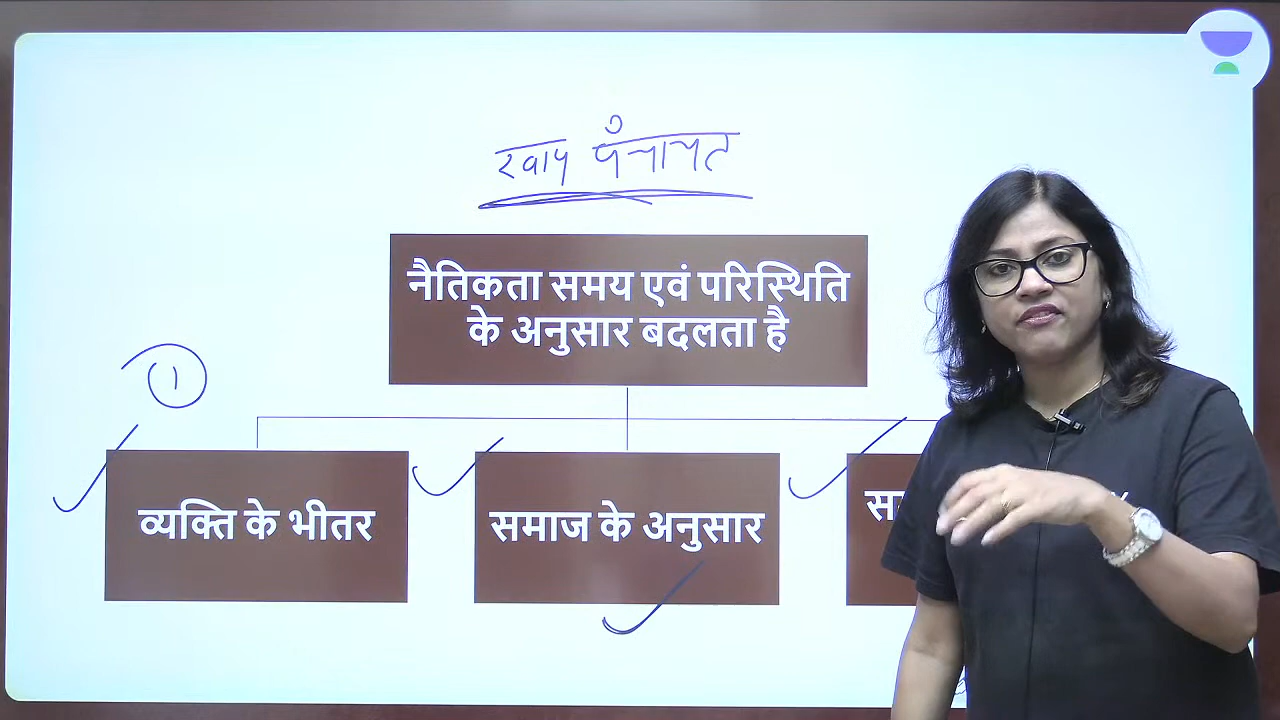 खाप पंचायत
नैतिकता समय एवं परिस्थिति
के अनुसार बदलता है
1
व्यक्ति के भीतर
समाज के अनुसार